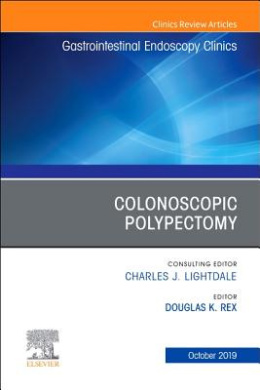 Clinics Review Articles
Gastrointestinal Endoscopy Clinics
COLONOSCOPIC
POLYPECTOMY
CONSULTING EDITOR
CHARLES J. LIGHTDALE
EDITOR
DOUGLAS K. REX
ELSEVIER
October 2019